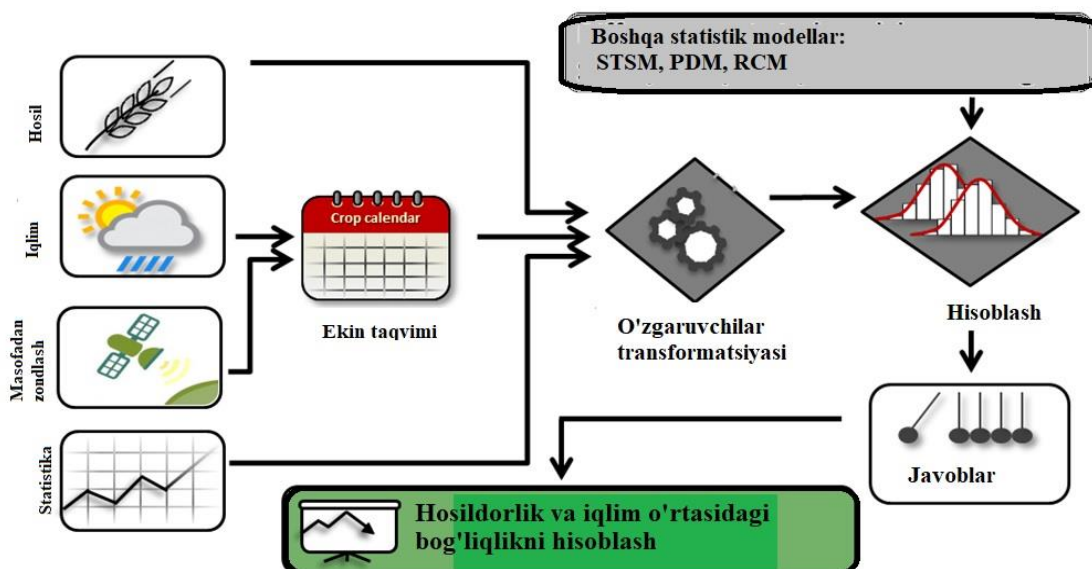 Boshqa statistik modellar:
STSM, PDM, RCM
Hosil
Iqlim
Masofadan
zondlash
Statistika
Crop calendar
Ekin taqvimi
O'zgaruvchilar
transformatsiyasi
Hisoblash
Javoblar
Hosildorlik va iqlim o'rtasidagi
bog'liqlikni hisoblash